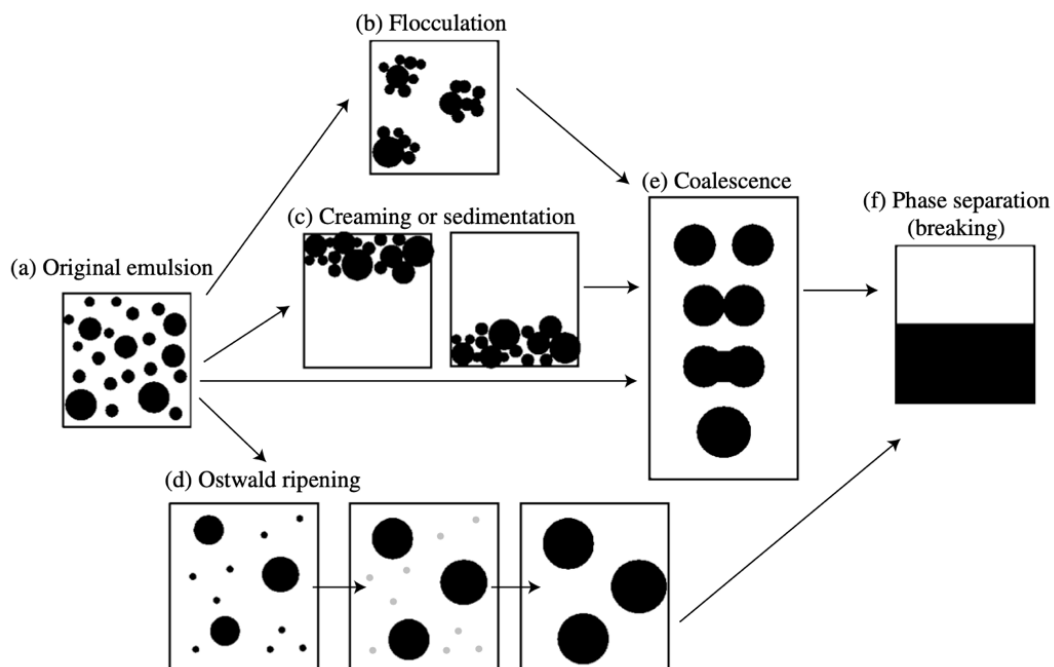 (b) Flocculation
(e) Coalescence
(f) Phase separation
(breaking)
(c) Creaming or sedimentation
(a) Original emulsion
(d) Ostwald ripening